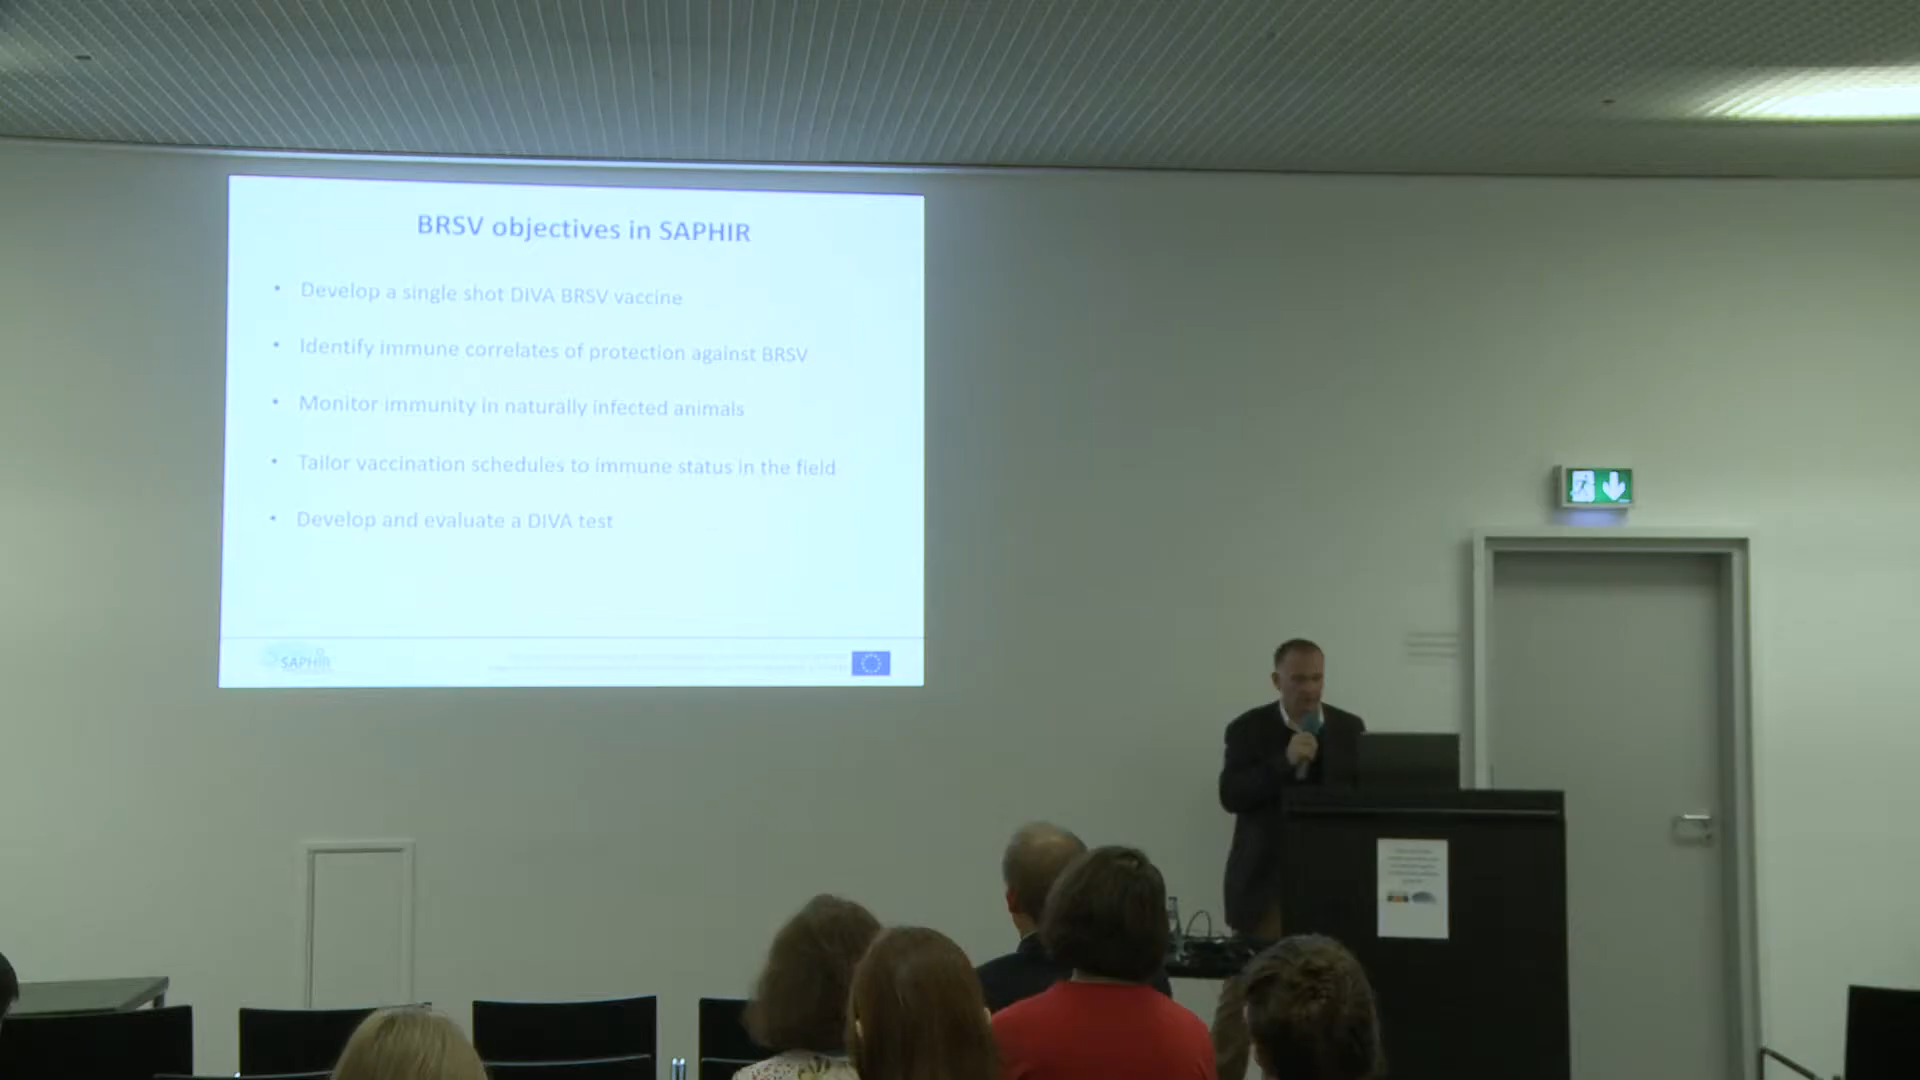 BRSV objectives in SAPHIR
• Develop a single shot DIVA BRSV vaccine
• Identify immune correlates of protection against BRSV
• Monitor immunity in naturally infected animals
• Tailor vaccination schedules to immune status in the field
• Develop and evaluate a DIVA test
SAPHIR